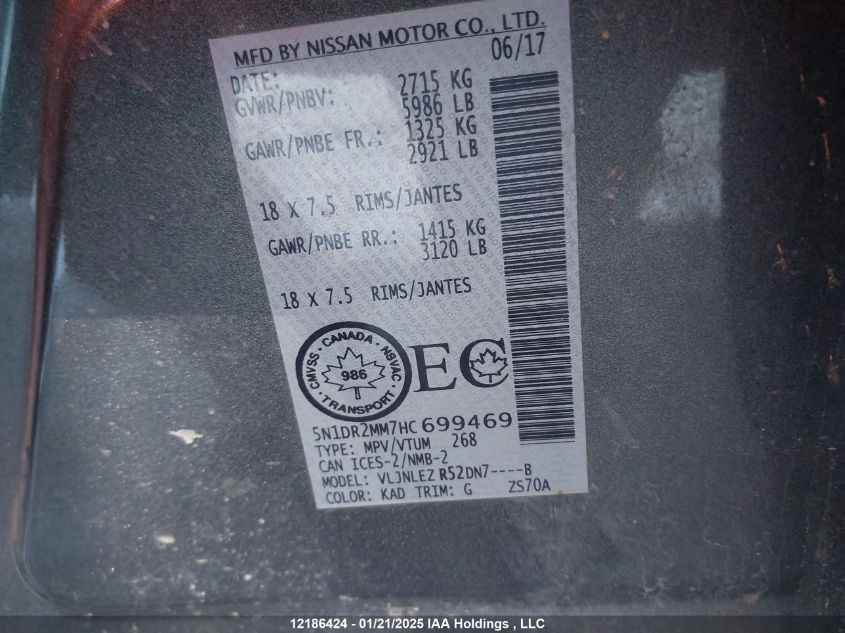 MFD BY NISSAN MOTOR CO., LTD.
DATE: 06/17
GVWR/PNBV: 2715 KG
5986 LB
GAWR/PNBE FR.: 1325 KG
2921 LB
18 X 7.5 RIMS/JANTES
GAWR/PNBE RR.: 1415 KG
3120 LB
18 X 7.5 RIMS/JANTES
CANADA · NSVAC · TRANSPORT · CMVSS ·
986
EC
5N1DR2MM7HC 699469
TYPE: MPV/VTUM 268
CAN ICES-2/NMB-2
MODEL: VLJNLEZ R52DN7----B
COLOR: KAD TRIM: G ZS70A
12186424 - 01/21/2025 IAA Holdings , LLC